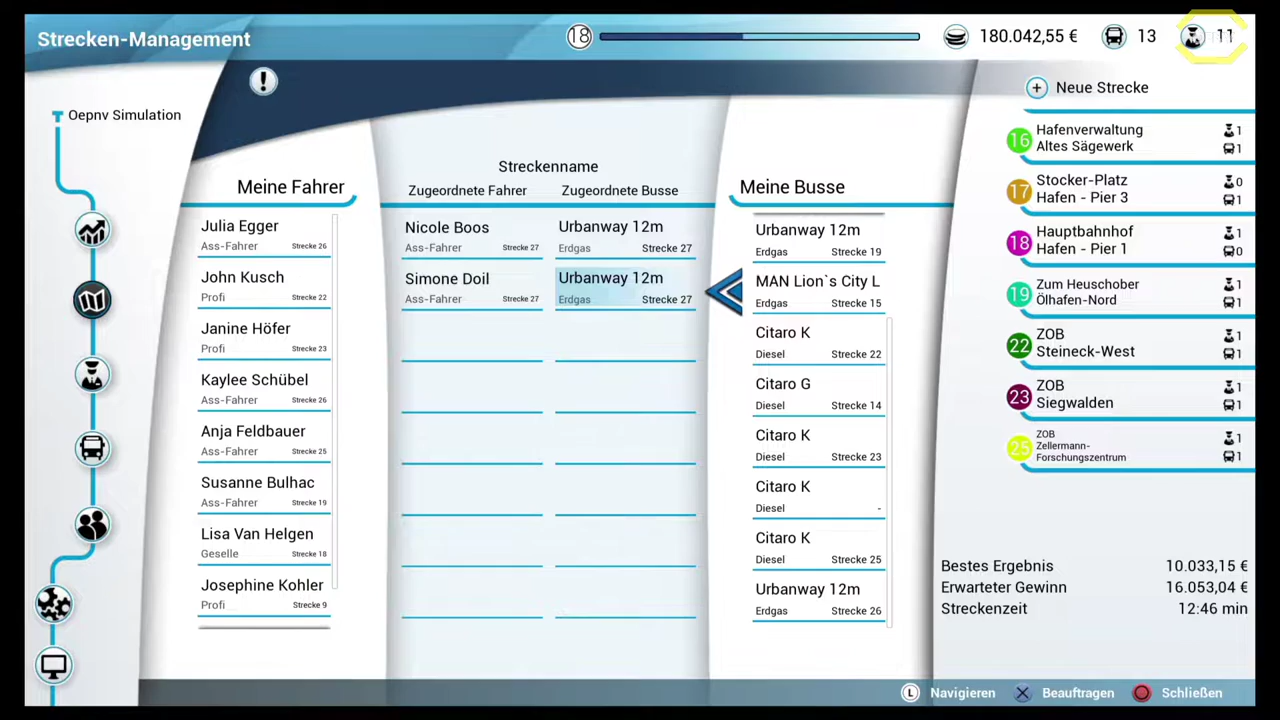 Strecken-Management
18
180.042,55 €
13
11
!
Oepnv Simulation
Meine Fahrer
Julia Egger
Ass-Fahrer Strecke 26
John Kusch
Profi Strecke 22
Janine Höfer
Profi Strecke 23
Kaylee Schübel
Ass-Fahrer Strecke 26
Anja Feldbauer
Ass-Fahrer Strecke 25
Susanne Bulhac
Ass-Fahrer Strecke 19
Lisa Van Helgen
Geselle Strecke 18
Josephine Kohler
Profi Strecke 9
Streckenname
Zugeordnete Fahrer Zugeordnete Busse
Nicole Boos Urbanway 12m
Ass-Fahrer Strecke 27 Erdgas Strecke 27
Simone Doil Urbanway 12m
Ass-Fahrer Strecke 27 Erdgas Strecke 27
Meine Busse
Urbanway 12m
Erdgas Strecke 19
MAN Lion`s City L
Erdgas Strecke 15
Citaro K
Diesel Strecke 22
Citaro G
Diesel Strecke 14
Citaro K
Diesel Strecke 23
Citaro K
Diesel -
Citaro K
Diesel Strecke 25
Urbanway 12m
Erdgas Strecke 26
+ Neue Strecke
16 Hafenverwaltung 1
Altes Sägewerk 1
17 Stocker-Platz 0
Hafen - Pier 3 1
18 Hauptbahnhof 1
Hafen - Pier 1 0
19 Zum Heuschober 1
Ölhafen-Nord 1
22 ZOB 1
Steineck-West 1
23 ZOB 1
Siegwalden 1
25 ZOB 1
Zellermann-
Forschungszentrum 1
Bestes Ergebnis 10.033,15 €
Erwarteter Gewinn 16.053,04 €
Streckenzeit 12:46 min
L Navigieren Beauftragen Schließen